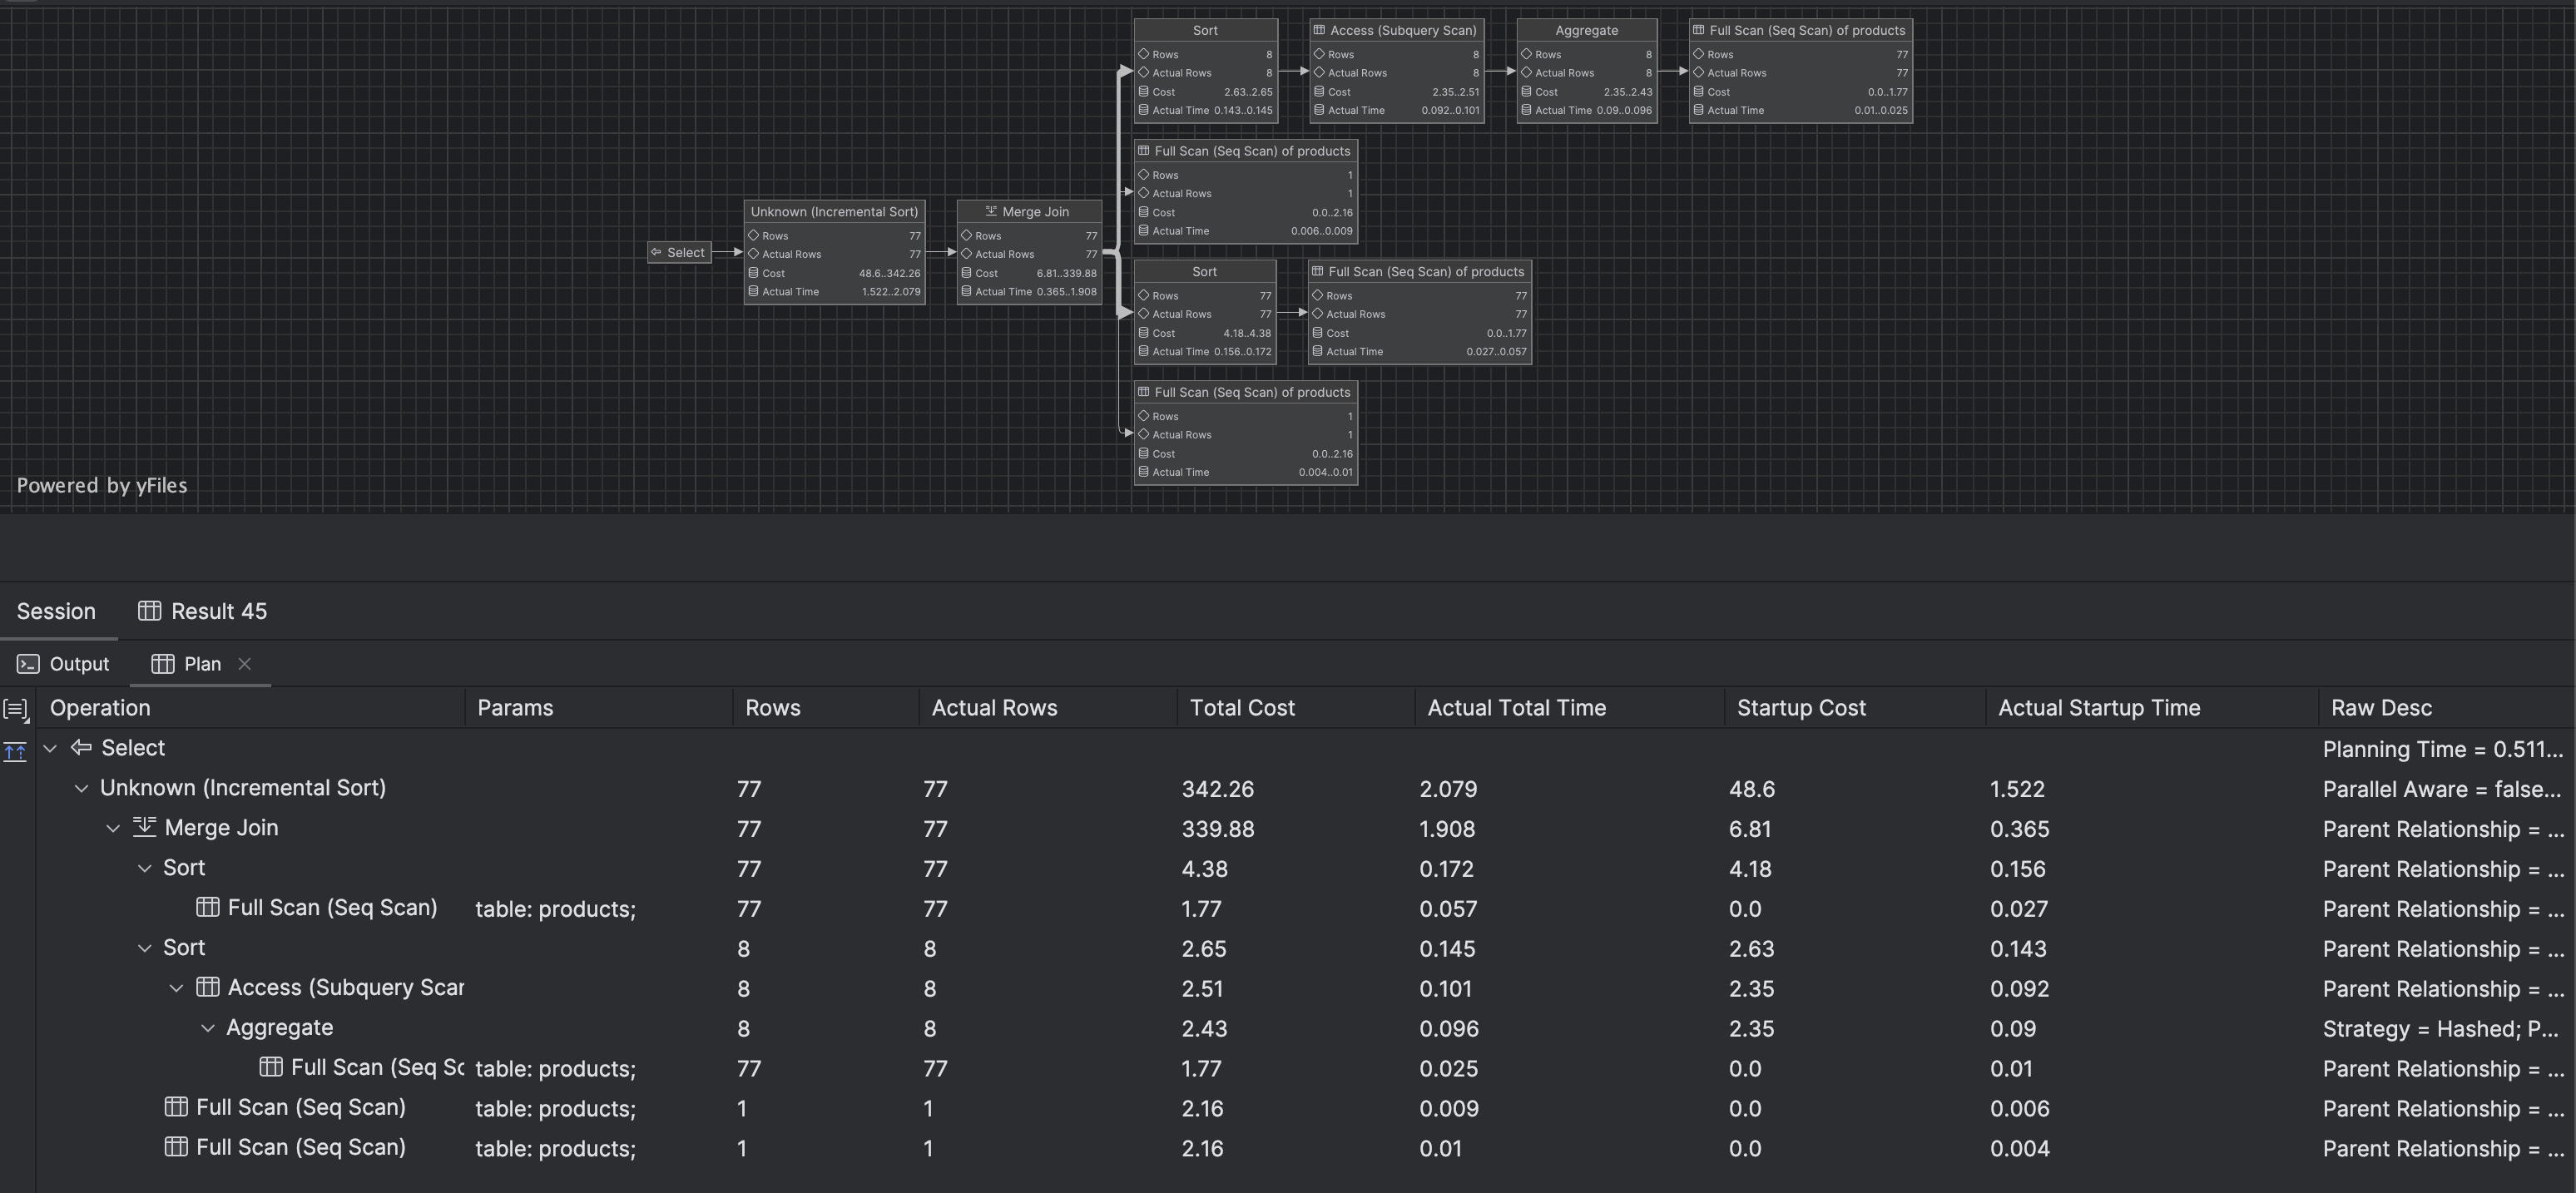 Sort
Rows 8
Actual Rows 8
Cost 2.63..2.65
Actual Time 0.143..0.145
Access (Subquery Scan)
Rows 8
Actual Rows 8
Cost 2.35..2.51
Actual Time 0.092..0.101
Aggregate
Rows 8
Actual Rows 8
Cost 2.35..2.43
Actual Time 0.09..0.096
Full Scan (Seq Scan) of products
Rows 77
Actual Rows 77
Cost 0.0..1.77
Actual Time 0.01..0.025
Full Scan (Seq Scan) of products
Rows 1
Actual Rows 1
Cost 0.0..2.16
Actual Time 0.006..0.009
Select
Unknown (Incremental Sort)
Rows 77
Actual Rows 77
Cost 48.6..342.26
Actual Time 1.522..2.079
Merge Join
Rows 77
Actual Rows 77
Cost 6.81..339.88
Actual Time 0.365..1.908
Sort
Rows 77
Actual Rows 77
Cost 4.18..4.38
Actual Time 0.156..0.172
Full Scan (Seq Scan) of products
Rows 77
Actual Rows 77
Cost 0.0..1.77
Actual Time 0.027..0.057
Full Scan (Seq Scan) of products
Rows 1
Actual Rows 1
Cost 0.0..2.16
Actual Time 0.004..0.01
Powered by yFiles
Session Result 45
Output Plan
Operation Params Rows Actual Rows Total Cost Actual Total Time Startup Cost Actual Startup Time Raw Desc
Select Planning Time = 0.511...
Unknown (Incremental Sort) 77 77 342.26 2.079 48.6 1.522 Parallel Aware = false...
Merge Join 77 77 339.88 1.908 6.81 0.365 Parent Relationship = ...
Sort 77 77 4.38 0.172 4.18 0.156 Parent Relationship = ...
Full Scan (Seq Scan) table: products; 77 77 1.77 0.057 0.0 0.027 Parent Relationship = ...
Sort 8 8 2.65 0.145 2.63 0.143 Parent Relationship = ...
Access (Subquery Scar 8 8 2.51 0.101 2.35 0.092 Parent Relationship = ...
Aggregate 8 8 2.43 0.096 2.35 0.09 Strategy = Hashed; P...
Full Scan (Seq Sc table: products; 77 77 1.77 0.025 0.0 0.01 Parent Relationship = ...
Full Scan (Seq Scan) table: products; 1 1 2.16 0.009 0.0 0.006 Parent Relationship = ...
Full Scan (Seq Scan) table: products; 1 1 2.16 0.01 0.0 0.004 Parent Relationship = ...